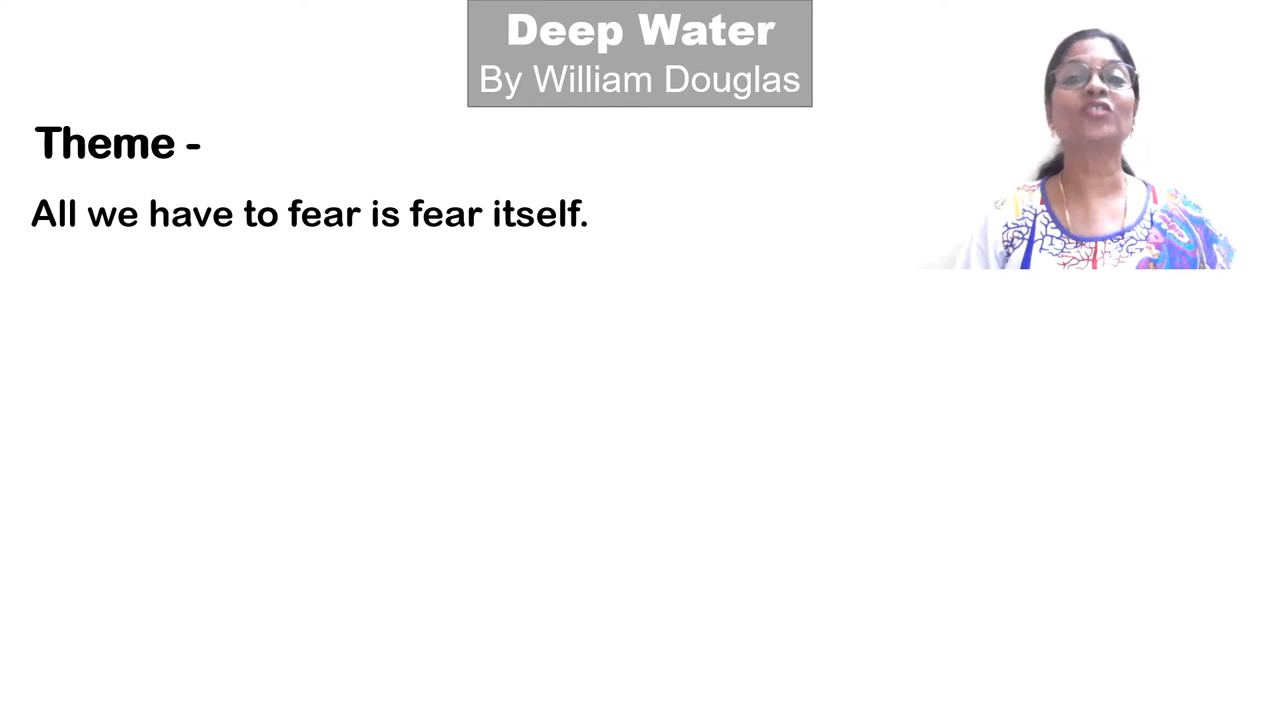 Deep Water
By William Douglas
Theme -
All we have to fear is fear itself.